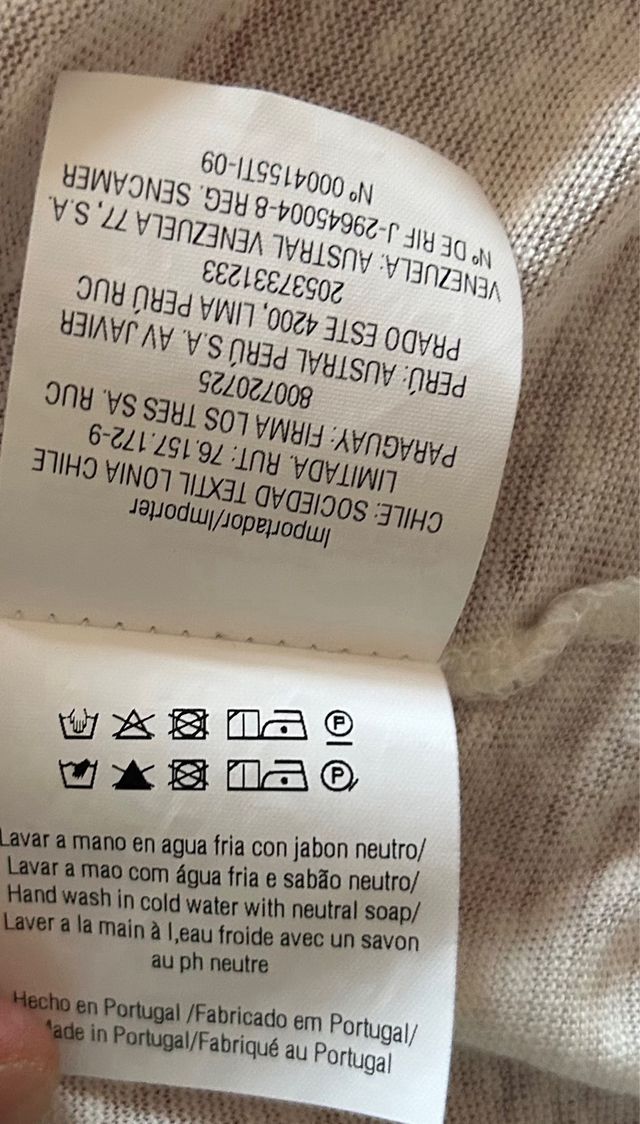 Importador/Importer
CHILE: SOCIEDAD TEXTIL LONIA CHILE
LIMITADA. RUT: 76.157.172-9
PARAGUAY: FIRMA LOS TRES SA. RUC
800720725
PERÚ: AUSTRAL PERÚ S.A. AV JAVIER
PRADO ESTE 4200, LIMA PERÚ RUC
20537331233
VENEZUELA: AUSTRAL VENEZUELA 77, S.A.
Nº DE RIF J-29645004-8 REG. SENCAMER
Nº 0004155TI-09
P
P
Lavar a mano en agua fria con jabon neutro/
Lavar a mao com água fria e sabão neutro/
Hand wash in cold water with neutral soap/
Laver a la main à l,eau froide avec un savon
au ph neutre
Hecho en Portugal /Fabricado em Portugal/
Made in Portugal/Fabriqué au Portugal